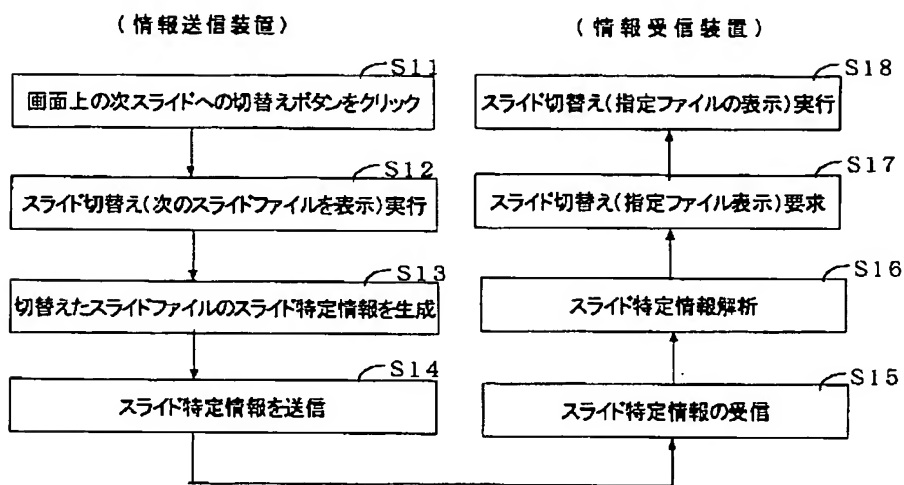 (情報送信装置)
S11
画面上の次スライドへの切替えボタンをクリック
S12
スライド切替え(次のスライドファイルを表示)実行
S13
切替えたスライドファイルのスライド特定情報を生成
S14
スライド特定情報を送信
(情報受信装置)
S18
スライド切替え(指定ファイルの表示)実行
S17
スライド切替え(指定ファイル表示)要求
S16
スライド特定情報解析
S15
スライド特定情報の受信